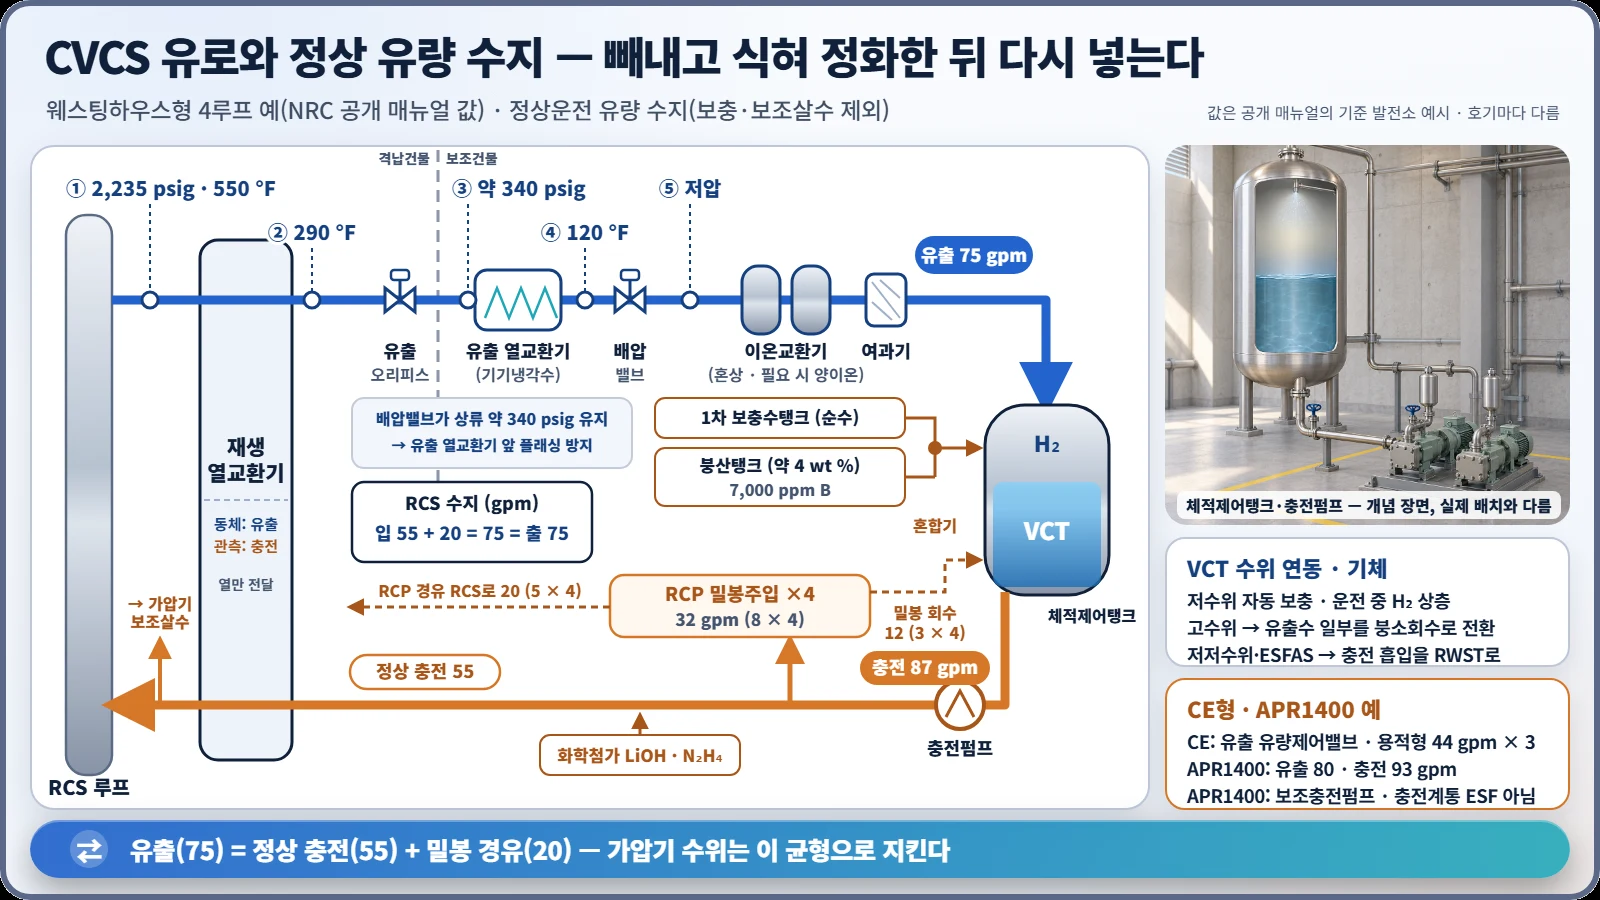 CVCS 유로와 정상 유량 수지 — 빼내고 식혀 정화한 뒤 다시 넣는다
웨스팅하우스형 4루프 예(NRC 공개 매뉴얼 값) · 정상운전 유량 수지(보충·보조살수 제외)
값은 공개 매뉴얼의 기준 발전소 예시 · 호기마다 다름
격납건물
보조건물
① 2,235 psig · 550 °F
② 290 °F
③ 약 340 psig
④ 120 °F
⑤ 저압
유출 75 gpm
유출
오리피스
유출 열교환기
(기기냉각수)
배압
밸브
이온교환기
(혼상 · 필요 시 양이온)
여과기
배압밸브가 상류 약 340 psig 유지
→ 유출 열교환기 앞 플래싱 방지
1차 보충수탱크 (순수)
붕산탱크 (약 4 wt %)
7,000 ppm B
혼합기
H₂
VCT
체적제어탱크
재생
열교환기
동체: 유출
관측: 충전
열만 전달
RCS 수지 (gpm)
입 55 + 20 = 75 = 출 75
RCP 경유 RCS로 20 (5 × 4)
RCP 밀봉주입 ×4
32 gpm (8 × 4)
밀봉 회수
12 (3 × 4)
→ 가압기
보조살수
정상 충전 55
충전 87 gpm
충전펌프
화학첨가 LiOH · N₂H₄
RCS 루프
체적제어탱크·충전펌프 — 개념 장면, 실제 배치와 다름
VCT 수위 연동 · 기체
저수위 자동 보충 · 운전 중 H₂ 상층
고수위 → 유출수 일부를 붕소회수로 전환
저저수위·ESFAS → 충전 흡입을 RWST로
CE형 · APR1400 예
CE: 유출 유량제어밸브 · 용적형 44 gpm × 3
APR1400: 유출 80 · 충전 93 gpm
APR1400: 보조충전펌프 · 충전계통 ESF 아님
유출(75) = 정상 충전(55) + 밀봉 경유(20) — 가압기 수위는 이 균형으로 지킨다